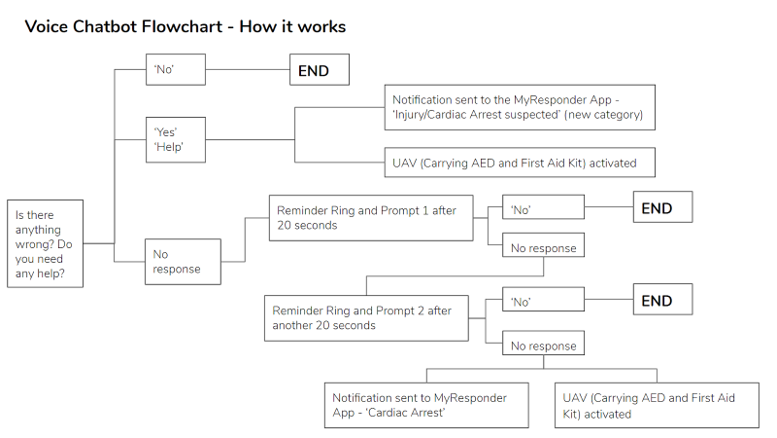 Voice Chatbot Flowchart - How it works
‘No’
END
‘Yes’
‘Help’
Notification sent to the MyResponder App -
‘Injury/Cardiac Arrest suspected’ (new category)
UAV (Carrying AED and First Aid Kit) activated
Is there
anything
wrong? Do
you need
any help?
No
response
Reminder Ring and Prompt 1 after
20 seconds
‘No’
END
No response
Reminder Ring and Prompt 2 after
another 20 seconds
‘No’
END
No response
Notification sent to MyResponder
App - ‘Cardiac Arrest’
UAV (Carrying AED and First Aid
Kit) activated